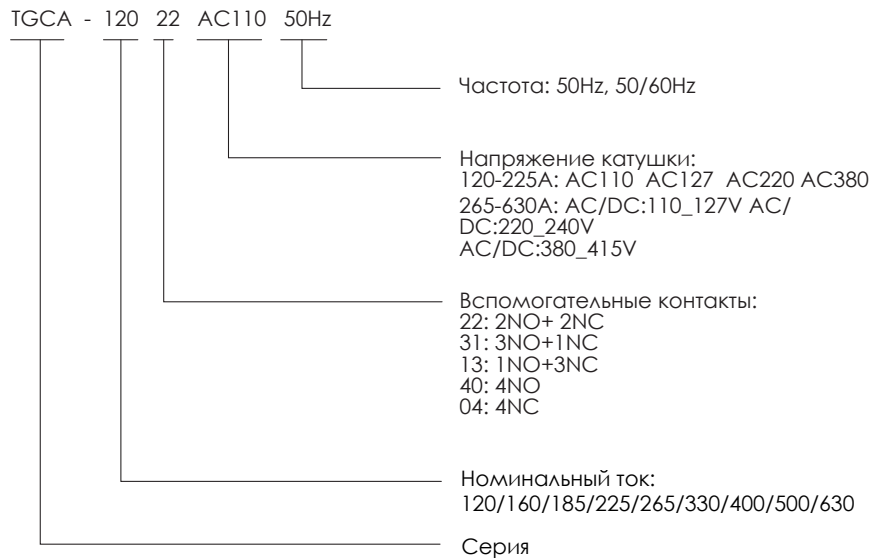 TGCA - 120 22 AC110 50Hz
Частота: 50Hz, 50/60Hz
Напряжение катушки:
120-225A: AC110 AC127 AC220 AC380
265-630A: AC/DC:110_127V AC/
DC:220_240V
AC/DC:380_415V
Вспомогательные контакты:
22: 2NO+ 2NC
31: 3NO+1NC
13: 1NO+3NC
40: 4NO
04: 4NC
Номинальный ток:
120/160/185/225/265/330/400/500/630
Серия